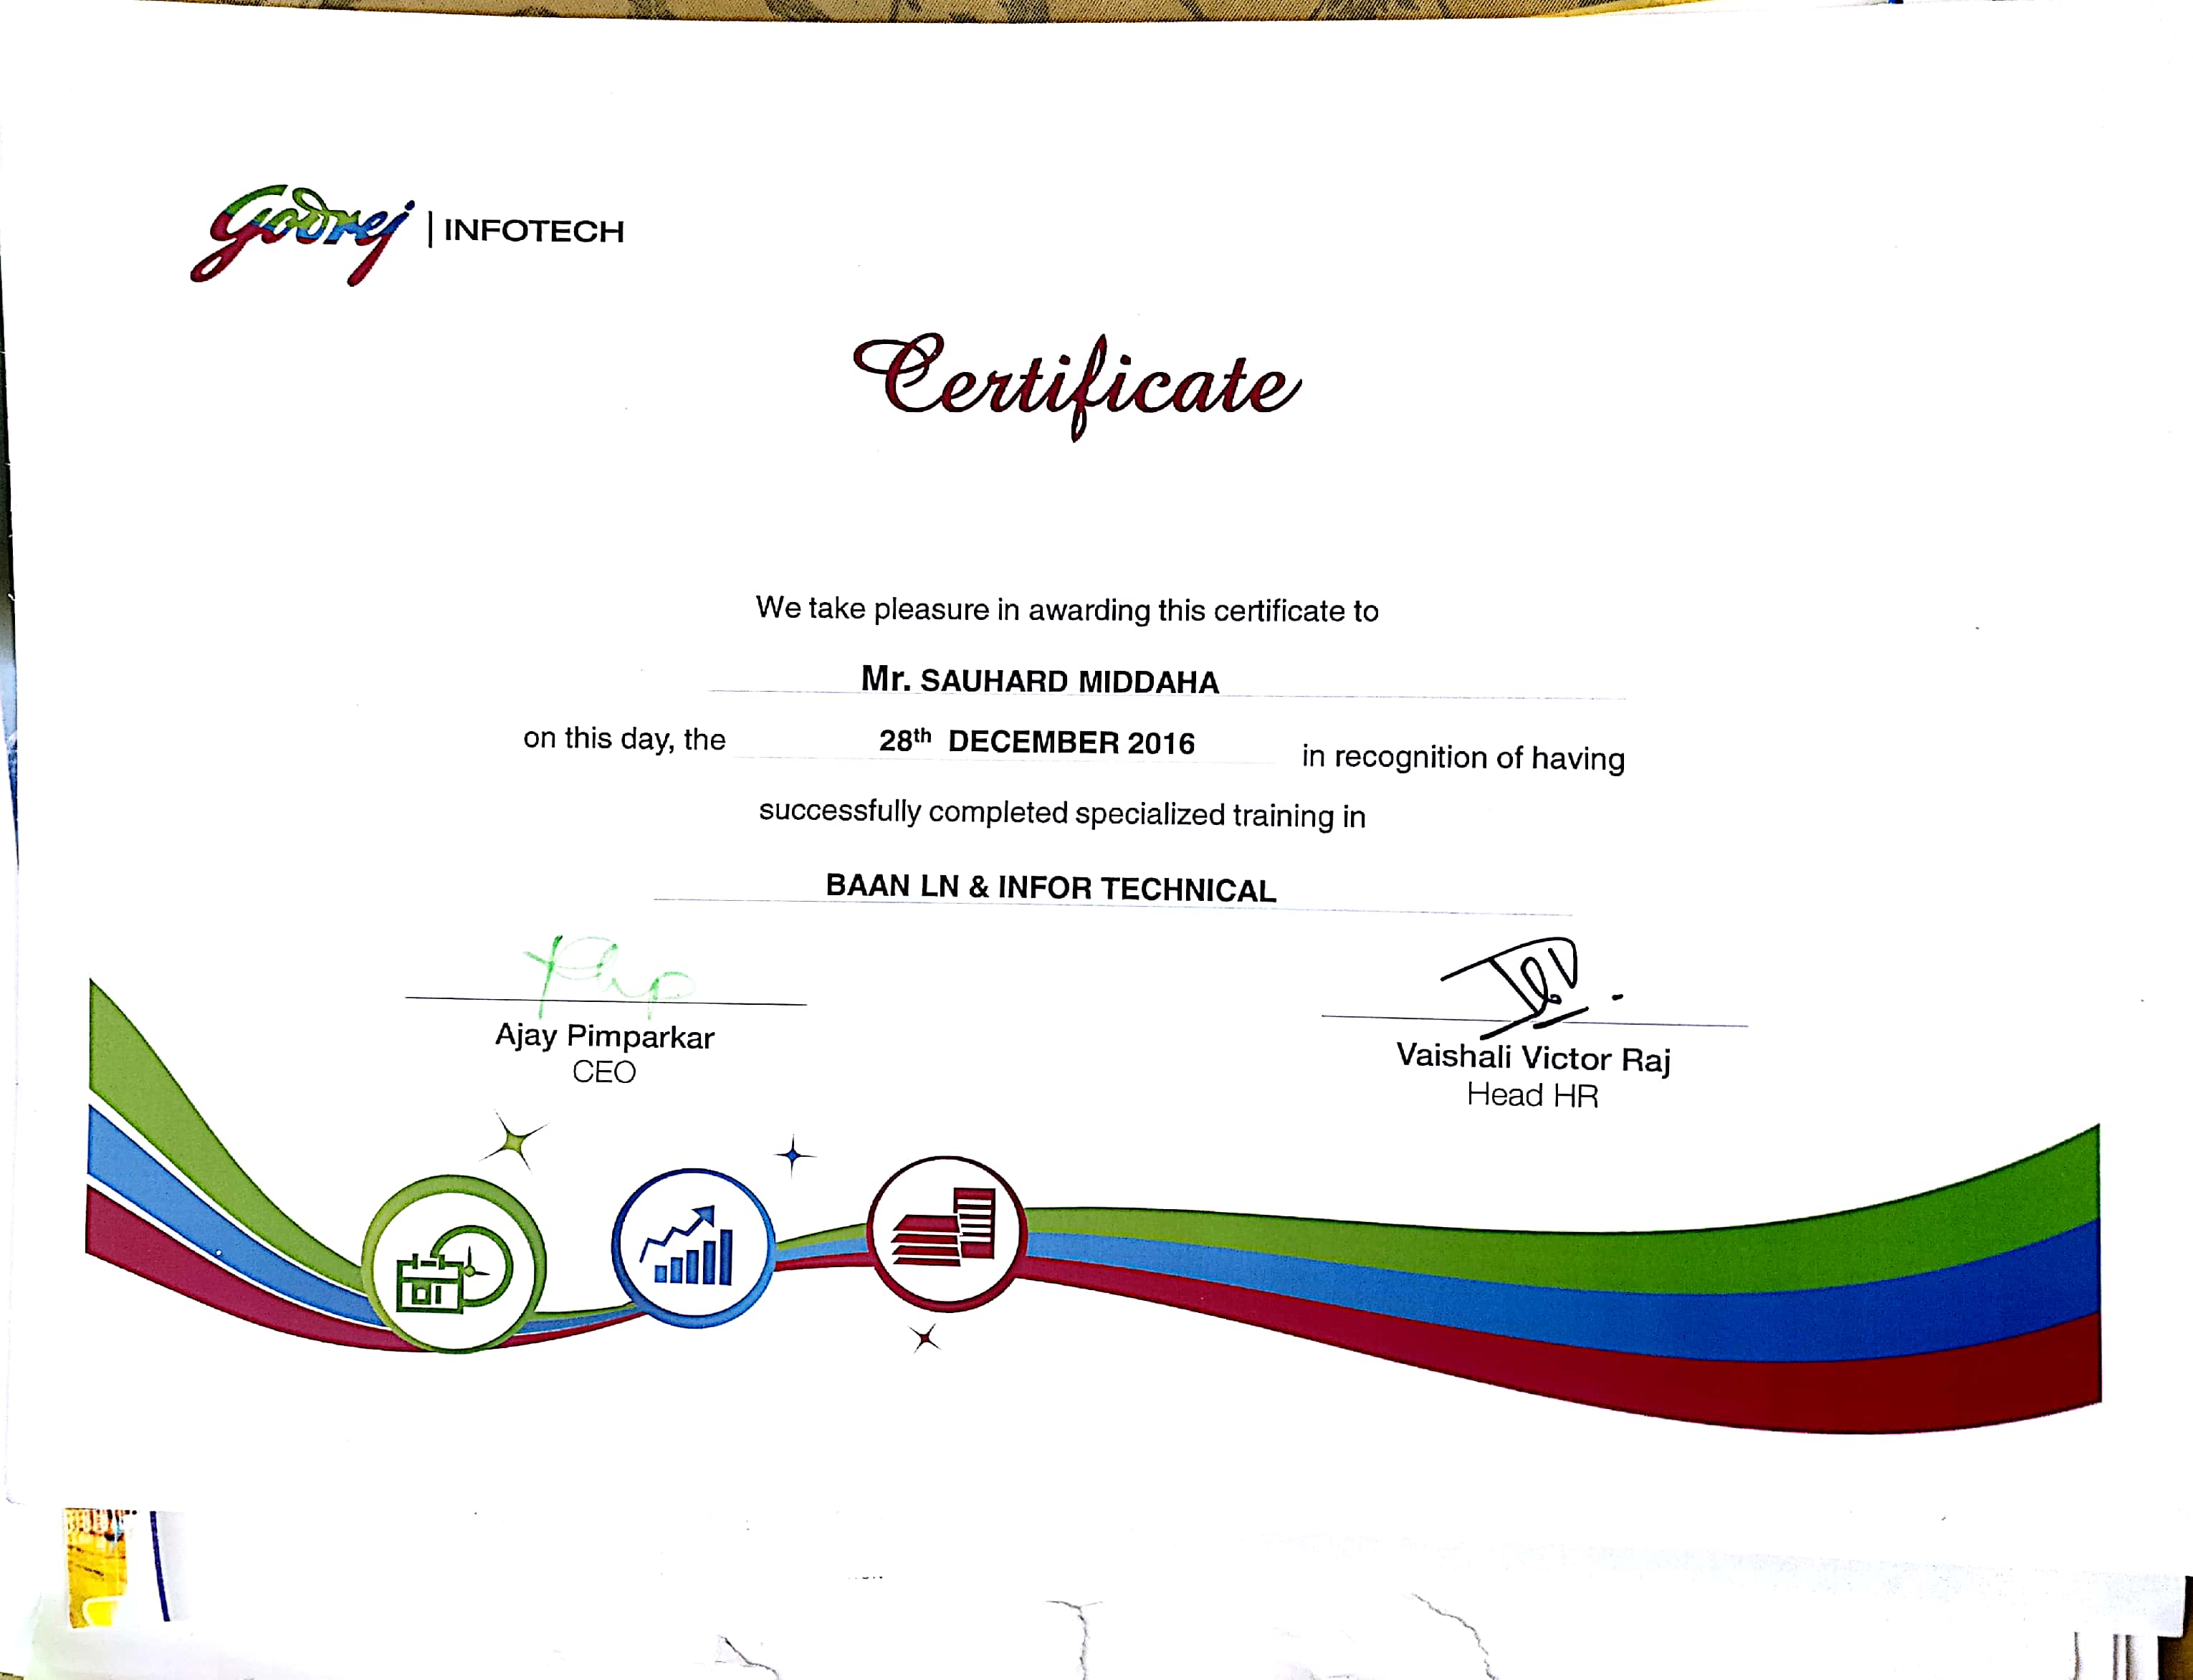 Godrej | INFOTECH
Certificate
We take pleasure in awarding this certificate to
Mr. SAUHARD MIDDAHA
on this day, the 28th DECEMBER 2016 in recognition of having
successfully completed specialized training in
BAAN LN & INFOR TECHNICAL
Ajay Pimparkar
CEO
Vaishali Victor Raj
Head HR